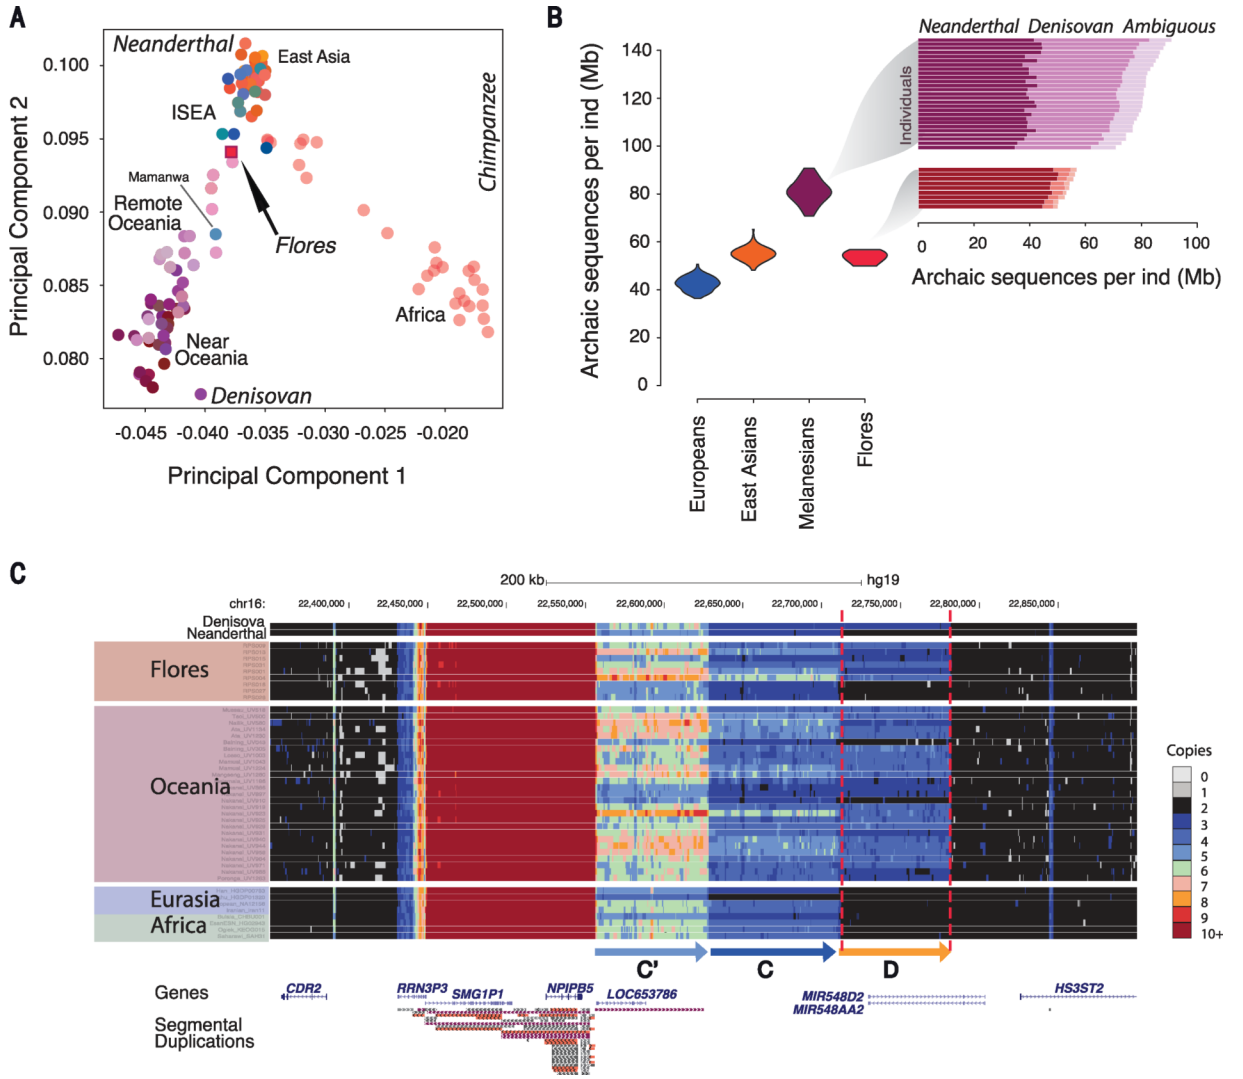 A
Neanderthal
East Asia
ISEA
Mamanwa
Remote
Oceania
Flores
Africa
Near
Oceania
Denisovan
Chimpanzee
Principal Component 2
0.100
0.095
0.090
0.085
0.080
-0.045 -0.040 -0.035 -0.030 -0.025 -0.020
Principal Component 1
B
Archaic sequences per ind (Mb)
140
120
100
80
60
40
20
0
Europeans
East Asians
Melanesians
Flores
Neanderthal Denisovan Ambiguous
Individuals
0 20 40 60 80 100
Archaic sequences per ind (Mb)
C
200 kb hg19
chr16: 22,400,000 22,450,000 22,500,000 22,550,000 22,600,000 22,650,000 22,700,000 22,750,000 22,800,000 22,850,000
Denisova
Neanderthal
Flores
Oceania
Eurasia
Africa
C' C D
Copies
0
1
2
3
4
5
6
7
8
9
10+
Genes
CDR2 RRN3P3 SMG1P1 NPIPB5 LOC653786 MIR548D2 MIR548AA2 HS3ST2
Segmental
Duplications